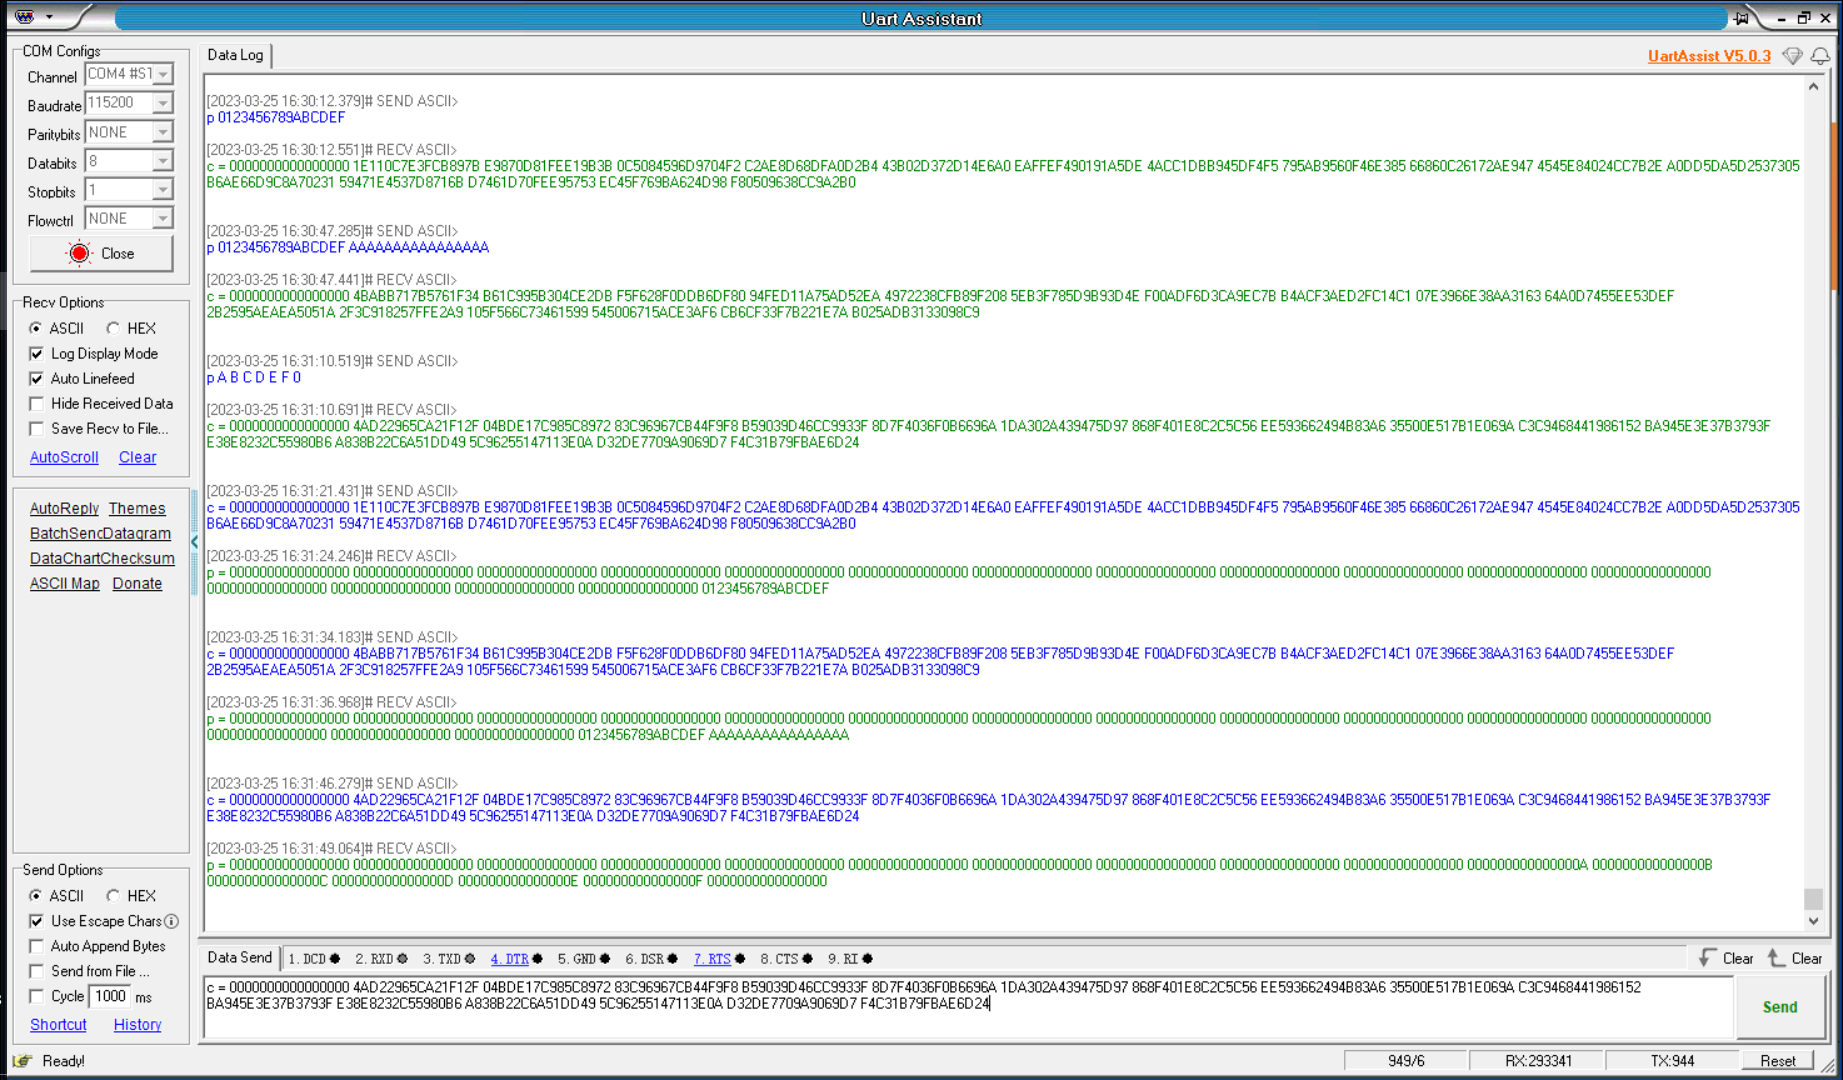 Uart Assistant
COM Configs
Channel COM4 #ST
Baudrate 115200
Paritybits NONE
Databits 8
Stopbits 1
Flowctrl NONE
Close
Recv Options
ASCII HEX
Log Display Mode
Auto Linefeed
Hide Received Data
Save Recv to File...
AutoScroll Clear
AutoReply Themes
BatchSend Datagram
DataChart Checksum
ASCII Map Donate
Send Options
ASCII HEX
Use Escape Chars
Auto Append Bytes
Send from File ...
Cycle 1000 ms
Shortcut History
Data Log
UartAssist V5.0.3
[2023-03-25 16:30:12.379]# SEND ASCII>
p 0123456789ABCDEF
[2023-03-25 16:30:12.551]# RECV ASCII>
c = 0000000000000000 1E110C7E3FCB897B E9870D81FEE19B3B 0C5084596D9704F2 C2AE8D68DFA0D2B4 43B02D372D14E6A0 EAFFEF490191A5DE 4ACC1DBB945DF4F5 795AB9560F46E385 66860C26172AE947 4545E84024CC7B2E A0DD5DA5D2537305
B6AE66D9C8A70231 59471E4537D8716B D7461D70FEE95753 EC45F769BA624D98 F80509638CC9A2B0
[2023-03-25 16:30:47.285]# SEND ASCII>
p 0123456789ABCDEF AAAAAAAAAAAAAAAA
[2023-03-25 16:30:47.441]# RECV ASCII>
c = 0000000000000000 4BABB717B5761F34 B61C995B304CE2DB F5F628F0DDB6DF80 94FED11A75AD52EA 4972238CFB89F208 5EB3F785D9B93D4E F00ADF6D3CA9EC7B B4ACF3AED2FC14C1 07E3966E38AA3163 64A0D7455EE53DEF
2B2595AEAEA5051A 2F3C918257FFE2A9 105F566C73461599 545006715ACE3AF6 CB6CF33F7B221E7A B025ADB3133098C9
[2023-03-25 16:31:10.519]# SEND ASCII>
p A B C D E F 0
[2023-03-25 16:31:10.691]# RECV ASCII>
c = 0000000000000000 4AD22965CA21F12F 04BDE17C985C8972 83C96967CB44F9F8 B59039D46CC9933F 8D7F4036F0B6696A 1DA302A439475D97 868F401E8C2C5C56 EE593662494B83A6 35500E517B1E069A C3C9468441986152 BA945E3E37B3793F
E38E8232C55980B6 A838B22C6A51DD49 5C96255147113E0A D32DE7709A9069D7 F4C31B79FBAE6D24
[2023-03-25 16:31:21.431]# SEND ASCII>
c = 0000000000000000 1E110C7E3FCB897B E9870D81FEE19B3B 0C5084596D9704F2 C2AE8D68DFA0D2B4 43B02D372D14E6A0 EAFFEF490191A5DE 4ACC1DBB945DF4F5 795AB9560F46E385 66860C26172AE947 4545E84024CC7B2E A0DD5DA5D2537305
B6AE66D9C8A70231 59471E4537D8716B D7461D70FEE95753 EC45F769BA624D98 F80509638CC9A2B0
[2023-03-25 16:31:24.246]# RECV ASCII>
p = 0000000000000000 0000000000000000 0000000000000000 0000000000000000 0000000000000000 0000000000000000 0000000000000000 0000000000000000 0000000000000000 0000000000000000 0000000000000000 0000000000000000
0000000000000000 0000000000000000 0000000000000000 0000000000000000 0123456789ABCDEF
[2023-03-25 16:31:34.183]# SEND ASCII>
c = 0000000000000000 4BABB717B5761F34 B61C995B304CE2DB F5F628F0DDB6DF80 94FED11A75AD52EA 4972238CFB89F208 5EB3F785D9B93D4E F00ADF6D3CA9EC7B B4ACF3AED2FC14C1 07E3966E38AA3163 64A0D7455EE53DEF
2B2595AEAEA5051A 2F3C918257FFE2A9 105F566C73461599 545006715ACE3AF6 CB6CF33F7B221E7A B025ADB3133098C9
[2023-03-25 16:31:36.968]# RECV ASCII>
p = 0000000000000000 0000000000000000 0000000000000000 0000000000000000 0000000000000000 0000000000000000 0000000000000000 0000000000000000 0000000000000000 0000000000000000 0000000000000000 0000000000000000
0000000000000000 0000000000000000 0000000000000000 0123456789ABCDEF AAAAAAAAAAAAAAAA
[2023-03-25 16:31:46.279]# SEND ASCII>
c = 0000000000000000 4AD22965CA21F12F 04BDE17C985C8972 83C96967CB44F9F8 B59039D46CC9933F 8D7F4036F0B6696A 1DA302A439475D97 868F401E8C2C5C56 EE593662494B83A6 35500E517B1E069A C3C9468441986152 BA945E3E37B3793F
E38E8232C55980B6 A838B22C6A51DD49 5C96255147113E0A D32DE7709A9069D7 F4C31B79FBAE6D24
[2023-03-25 16:31:49.064]# RECV ASCII>
p = 0000000000000000 0000000000000000 0000000000000000 0000000000000000 0000000000000000 0000000000000000 0000000000000000 0000000000000000 0000000000000000 0000000000000000 000000000000000A 000000000000000B
000000000000000C 000000000000000D 000000000000000E 000000000000000F 0000000000000000
Data Send 1. DCD 2. RXD 3. TXD 4. DTR 5. GND 6. DSR 7. RTS 8. CTS 9. RI Clear Clear
c = 0000000000000000 4AD22965CA21F12F 04BDE17C985C8972 83C96967CB44F9F8 B59039D46CC9933F 8D7F4036F0B6696A 1DA302A439475D97 868F401E8C2C5C56 EE593662494B83A6 35500E517B1E069A C3C9468441986152
BA945E3E37B3793F E38E8232C55980B6 A838B22C6A51DD49 5C96255147113E0A D32DE7709A9069D7 F4C31B79FBAE6D24
Send
Ready! 949/6 RX:293341 TX:944 Reset